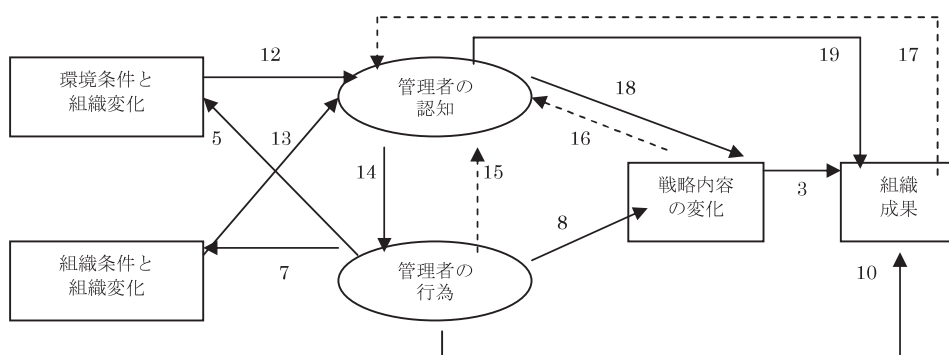 12
19
17
環境条件と
組織変化
管理者の
認知
18
5
13
16
14
15
戦略内容
の変化
3
組織
成果
8
組織条件と
組織変化
7
管理者の
行為
10